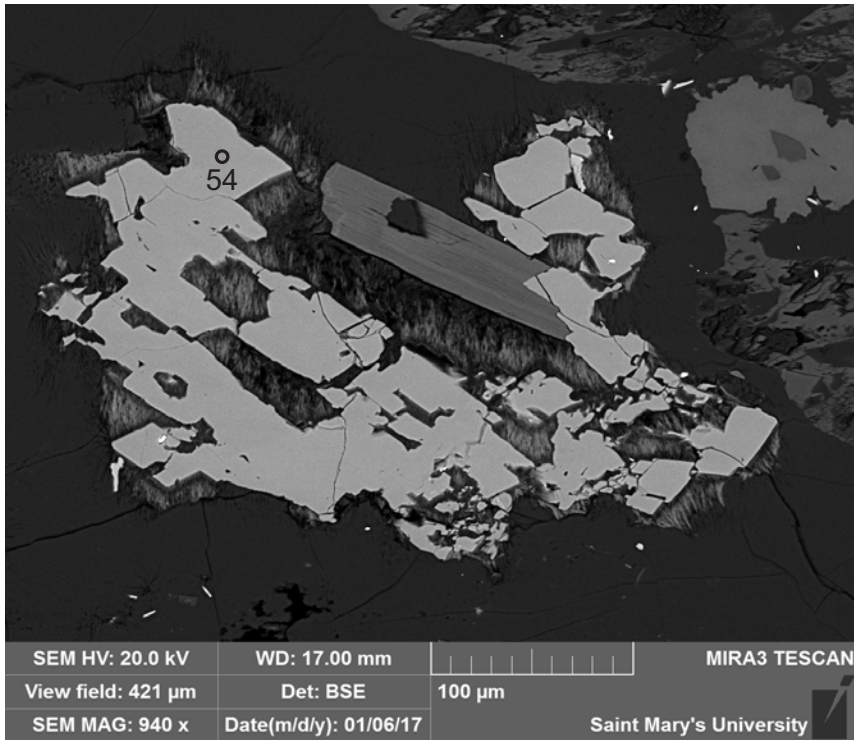 54
SEM HV: 20.0 kV
WD: 17.00 mm
MIRA3 TESCAN
View field: 421 µm
Det: BSE
100 µm
SEM MAG: 940 x
Date(m/d/y): 01/06/17
Saint Mary's University